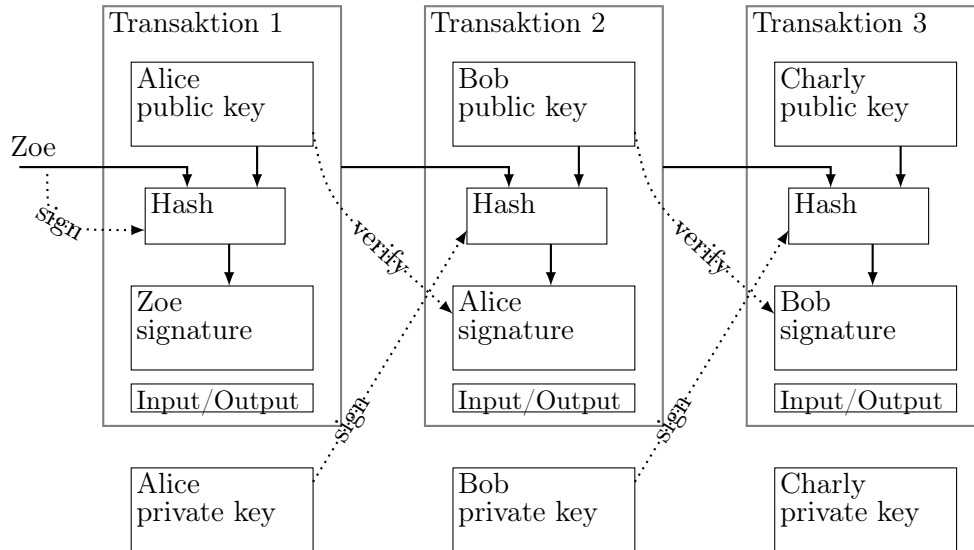 Transaktion 1
Transaktion 2
Transaktion 3
Alice
public key
Bob
public key
Charly
public key
Zoe
sign
Hash
Hash
Hash
verify
verify
Zoe
signature
Alice
signature
Bob
signature
Input/Output
Input/Output
Input/Output
sign
sign
Alice
private key
Bob
private key
Charly
private key